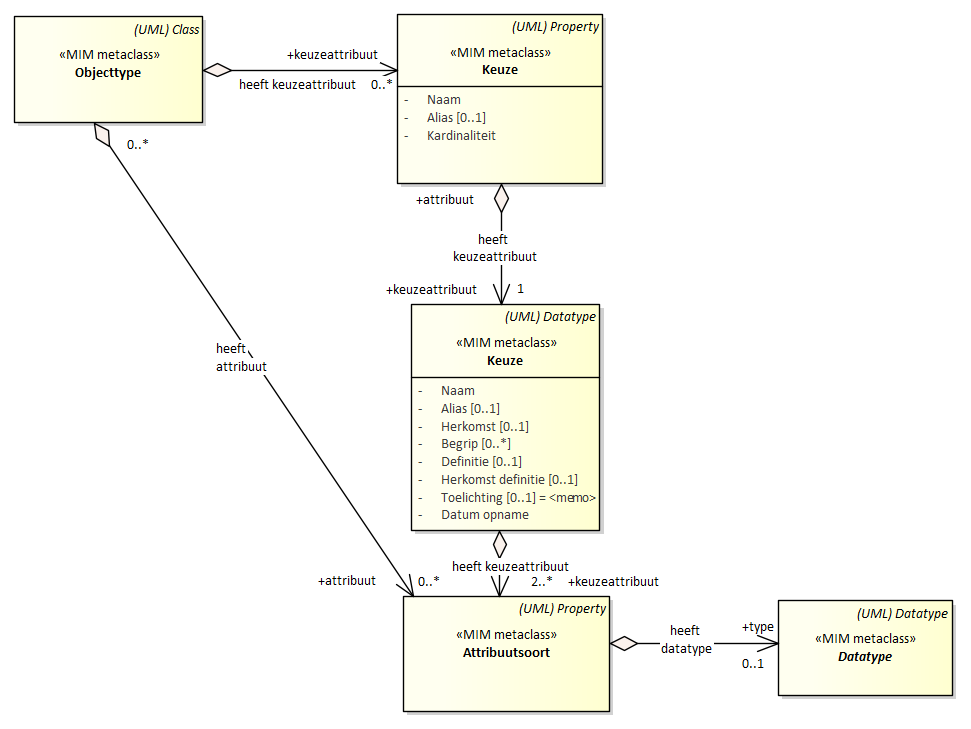 (UML) Class
«MIM metaclass»
Objecttype
+keuzeattribuut
heeft keuzeattribuut 0..*
(UML) Property
«MIM metaclass»
Keuze
- Naam
- Alias [0..1]
- Kardinaliteit
0..*
+attribuut
heeft
keuzeattribuut
+keuzeattribuut 1
(UML) Datatype
«MIM metaclass»
Keuze
- Naam
- Alias [0..1]
- Herkomst [0..1]
- Begrip [0..*]
- Definitie [0..1]
- Herkomst definitie [0..1]
- Toelichting [0..1] = <memo>
- Datum opname
heeft
attribuut
heeft keuzeattribuut
+attribuut 0..*
2..* +keuzeattribuut
(UML) Property
«MIM metaclass»
Attribuutsoort
heeft
datatype
+type
0..1
(UML) Datatype
«MIM metaclass»
Datatype